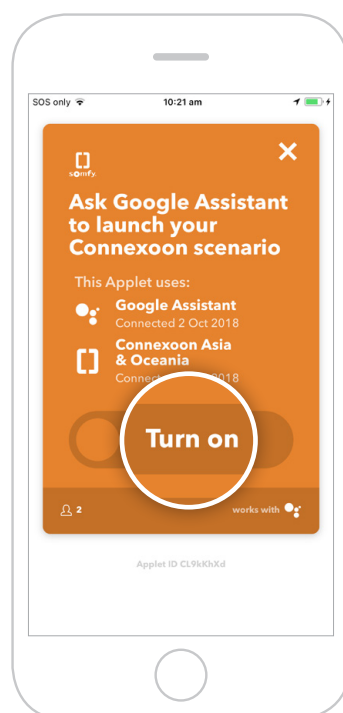 SOS only
10:21 am
somfy.
Ask Google Assistant
to launch your
Connexoon scenario
This Applet uses:
Google Assistant
Connected 2 Oct 2018
Connexoon Asia
& Oceania
2018
Turn on
2
works with
Applet ID CL9kKhXd